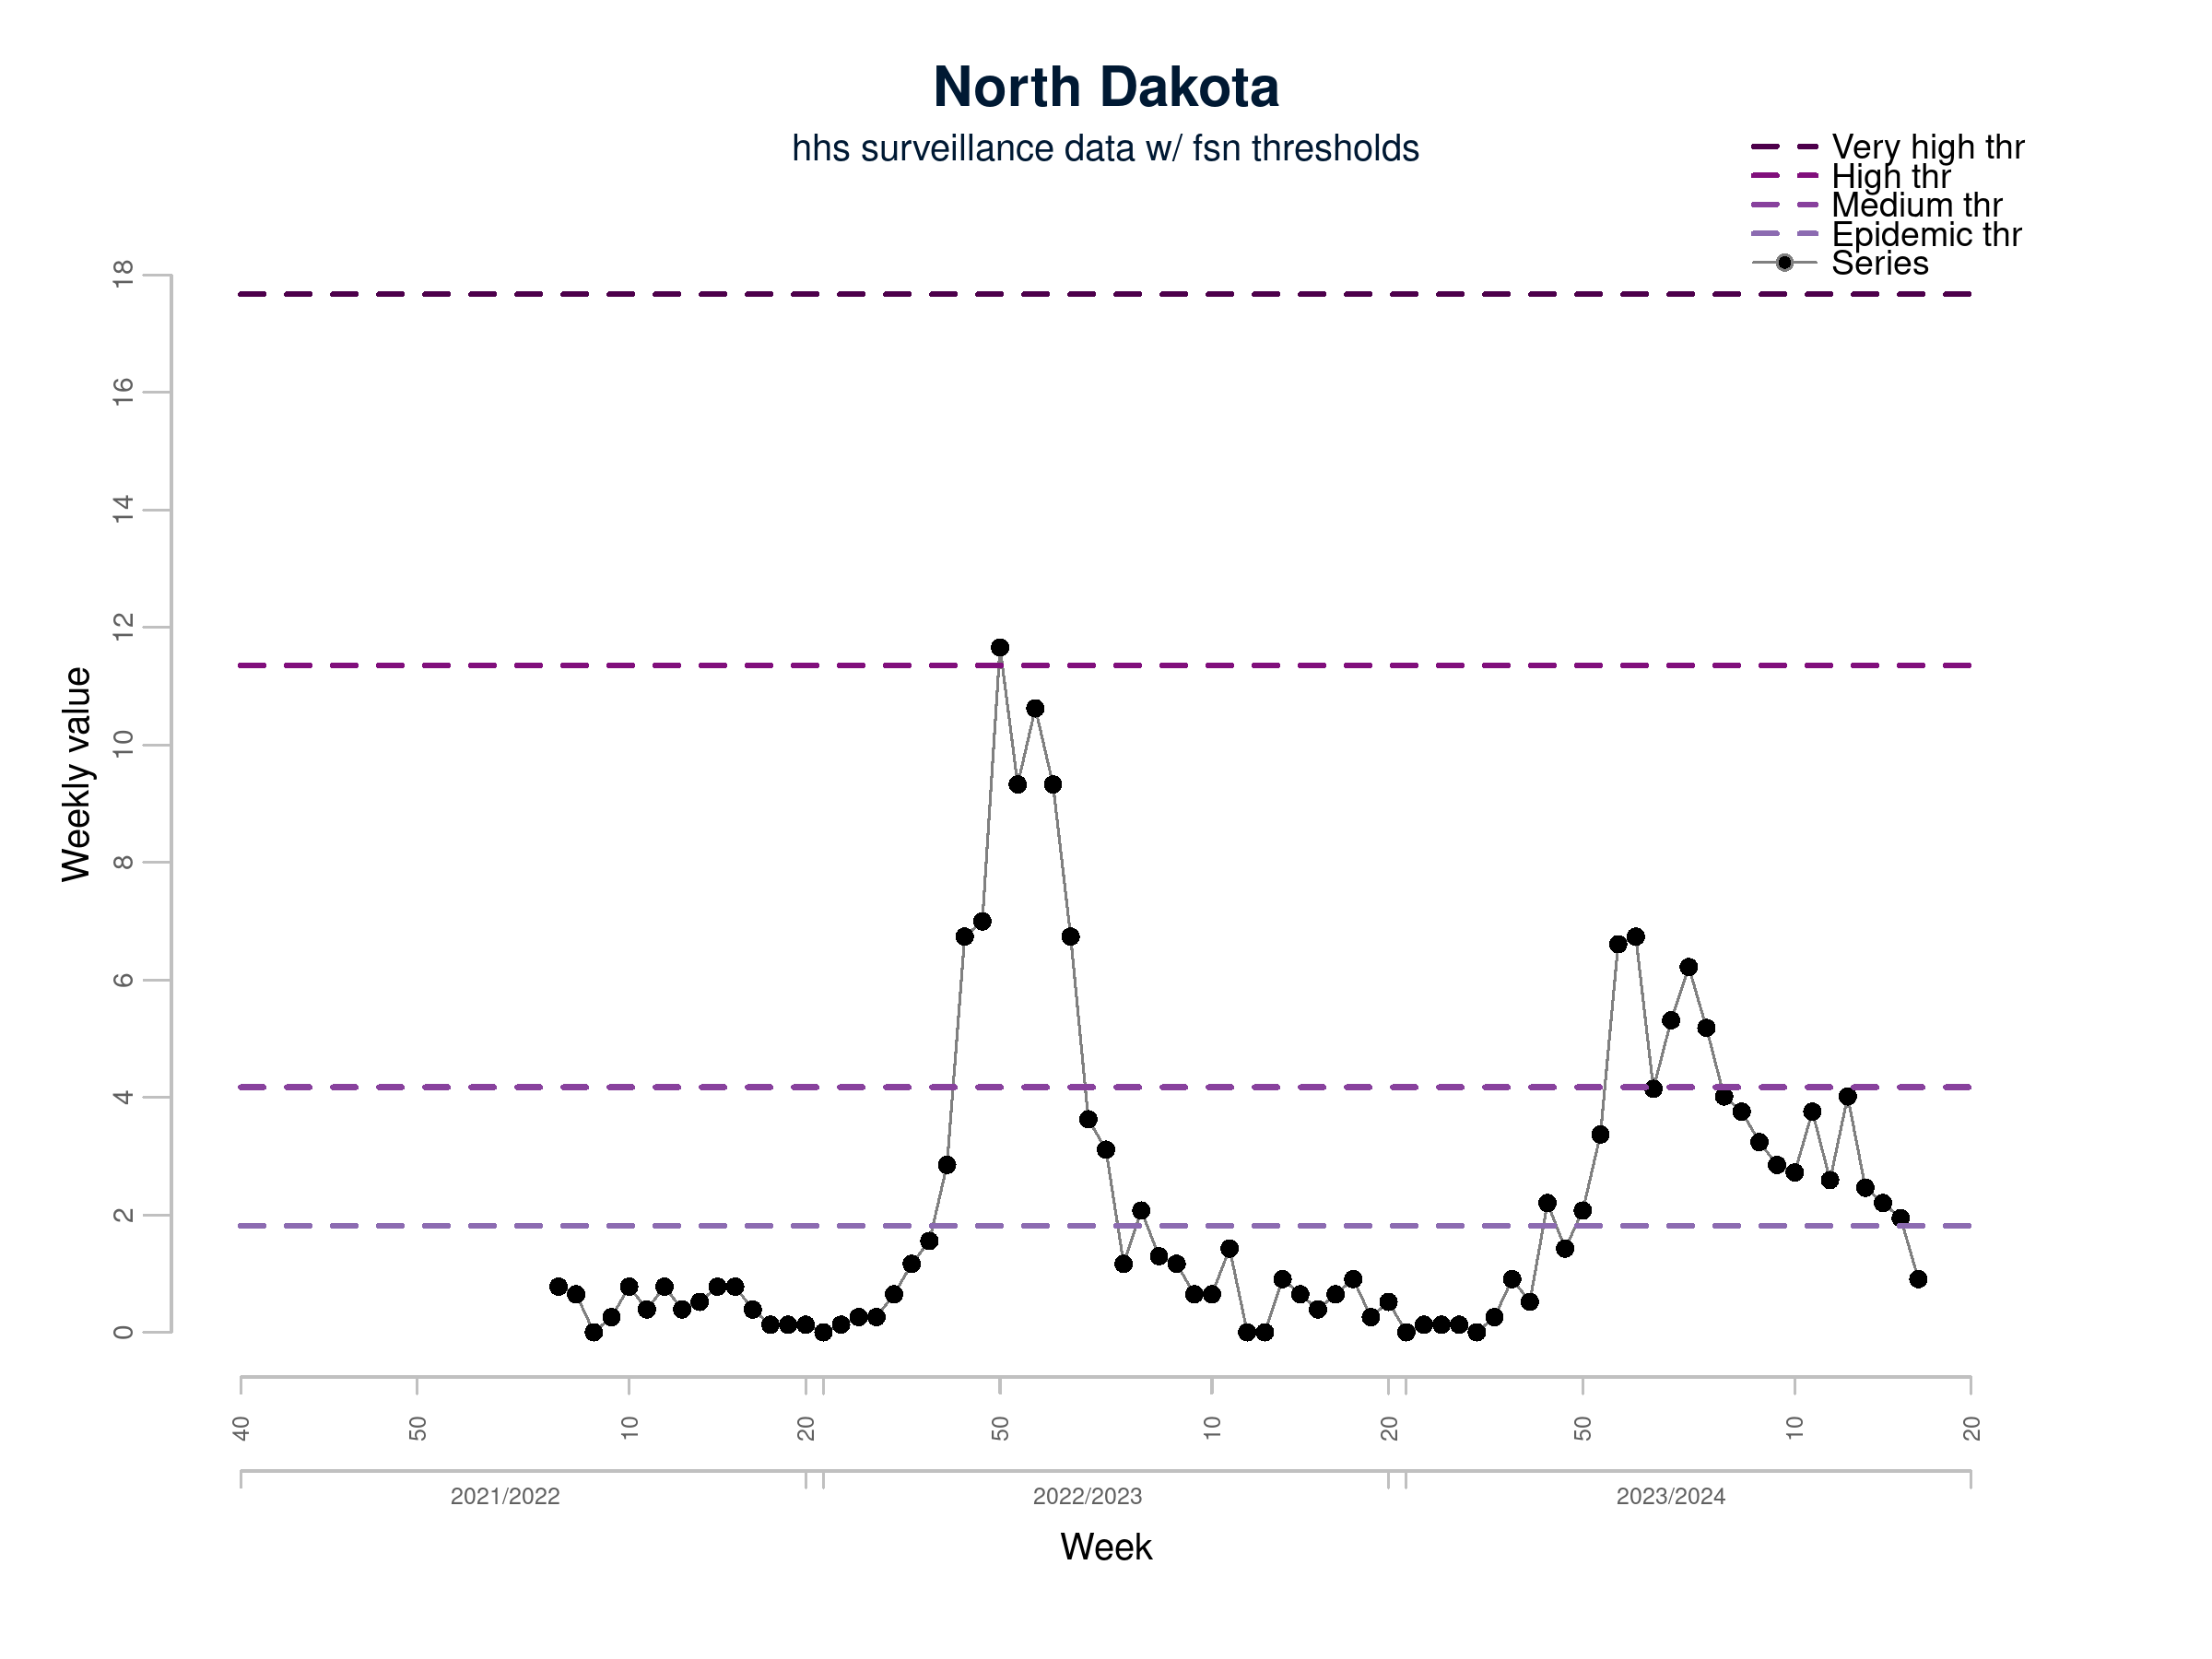 North Dakota
hhs surveillance data w/ fsn thresholds
Very high thr
High thr
Medium thr
Epidemic thr
Series
18
16
14
12
10
8
6
4
2
0
Weekly value
40 50 10 20 50 10 20 50 10 20
2021/2022 2022/2023 2023/2024
Week